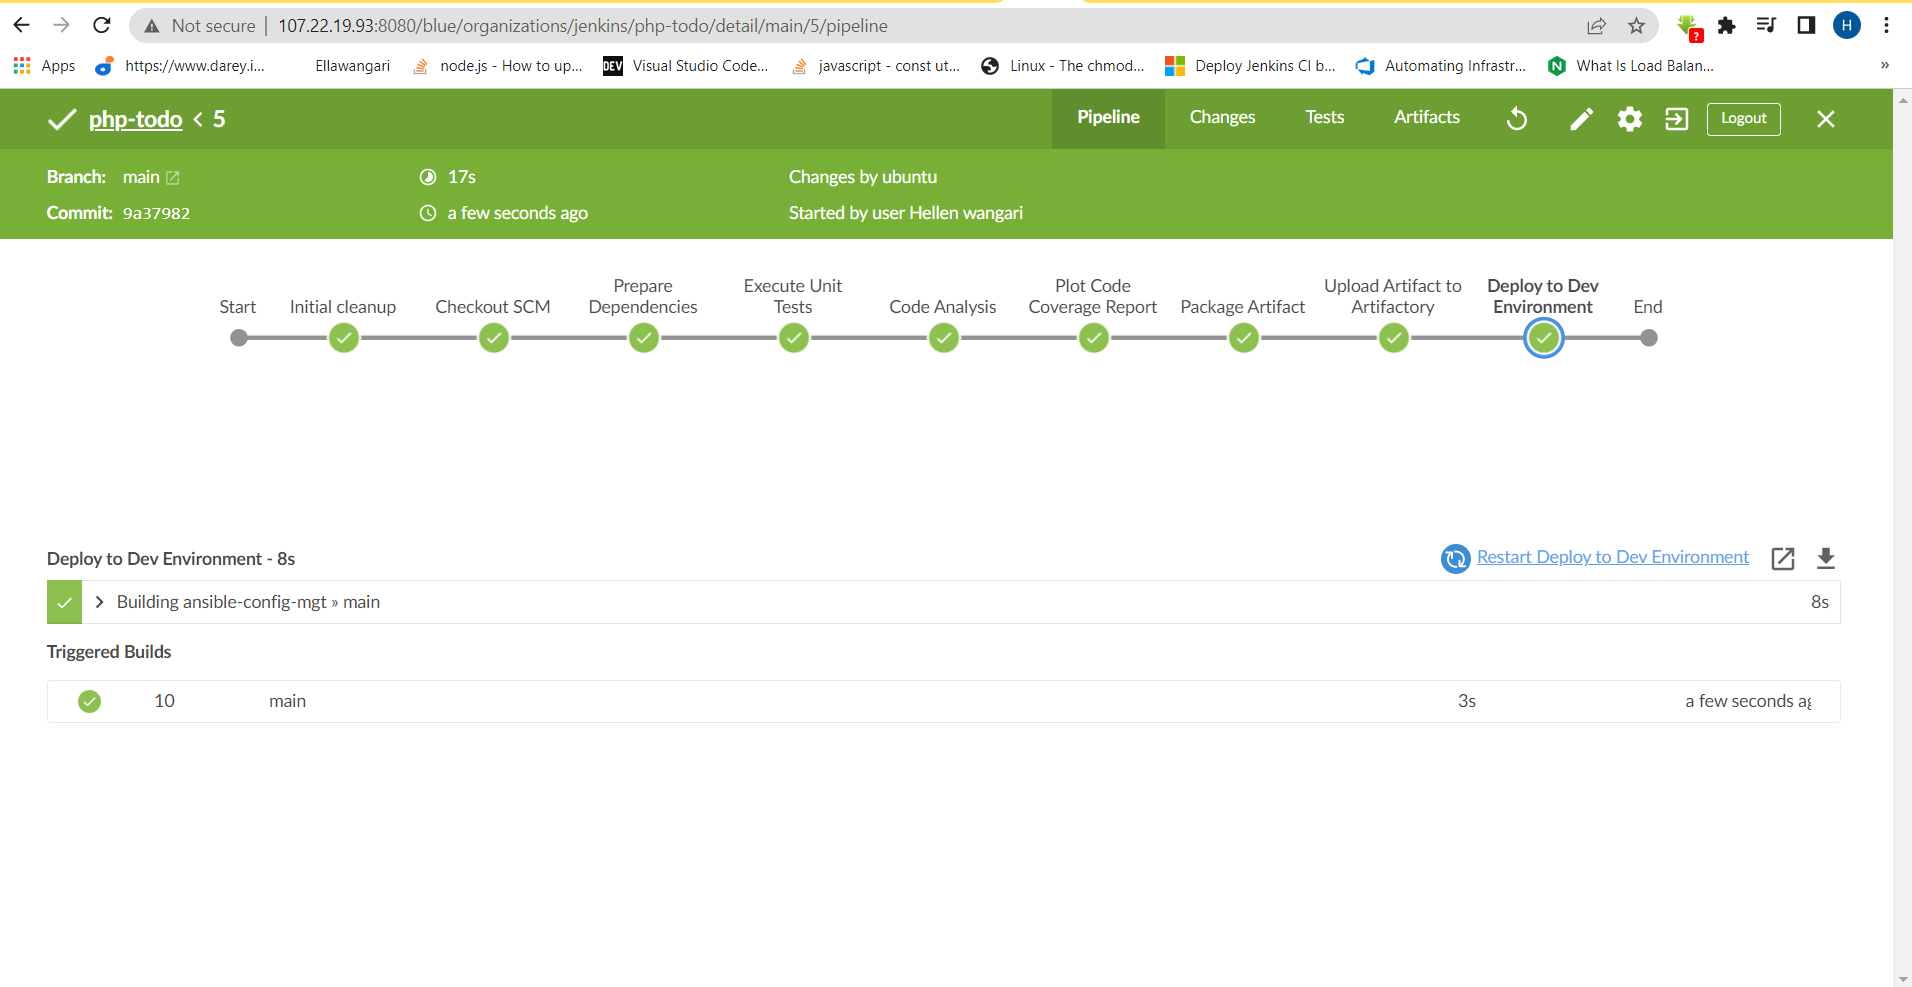 Not secure | 107.22.19.93:8080/blue/organizations/jenkins/php-todo/detail/main/5/pipeline
?
H
Apps https://www.darey.i... Ellawangari node.js - How to up... DEV Visual Studio Code... javascript - const ut... Linux - The chmod... Deploy Jenkins CI b... Automating Infrastr... N What Is Load Balan... »
php-todo < 5 Pipeline Changes Tests Artifacts Logout
Branch: main 17s Changes by ubuntu
Commit: 9a37982 a few seconds ago Started by user Hellen wangari
Start
Initial cleanup
Checkout SCM
Prepare
Dependencies
Execute Unit
Tests
Code Analysis
Plot Code
Coverage Report
Package Artifact
Upload Artifact to
Artifactory
Deploy to Dev
Environment
End
Deploy to Dev Environment - 8s Restart Deploy to Dev Environment
Building ansible-config-mgt » main 8s
Triggered Builds
10 main 3s a few seconds ag